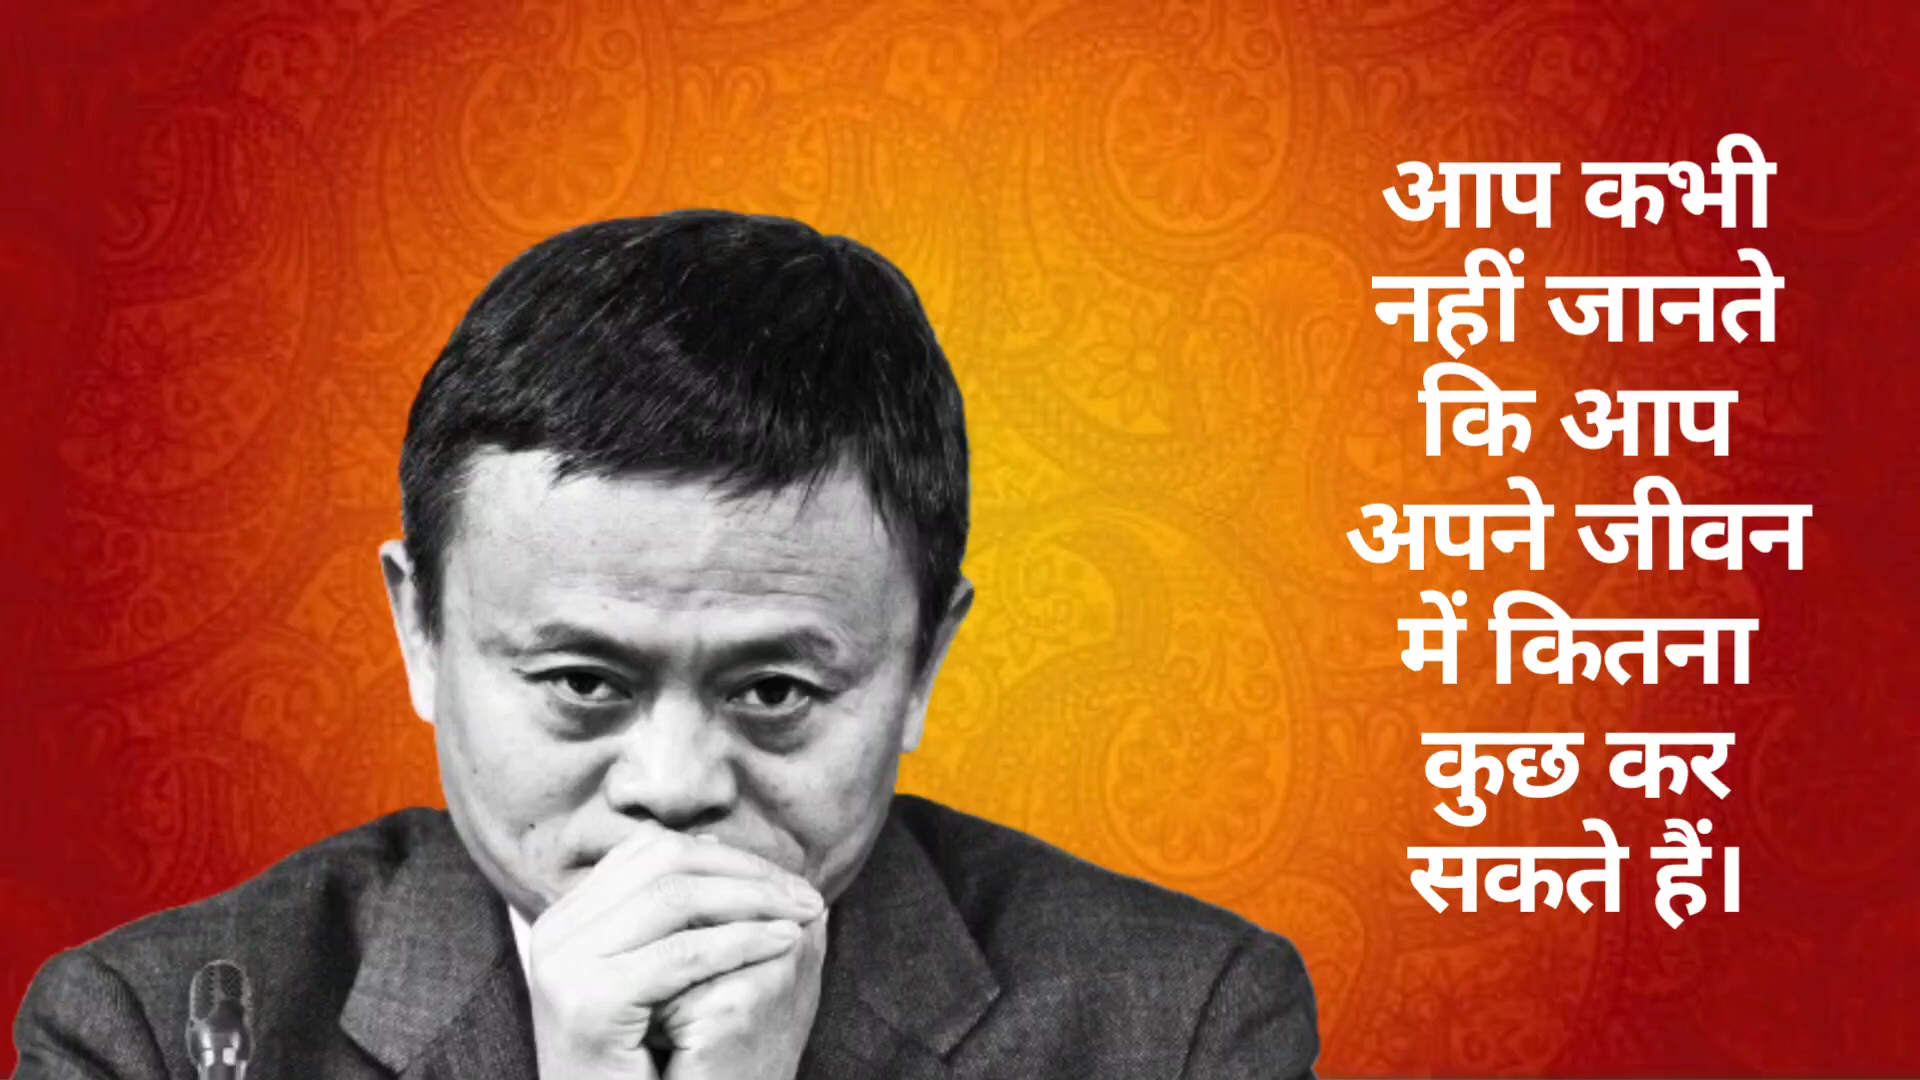 आप कभी
नहीं जानते
कि आप
अपने जीवन
में कितना
कुछ कर
सकते हैं।